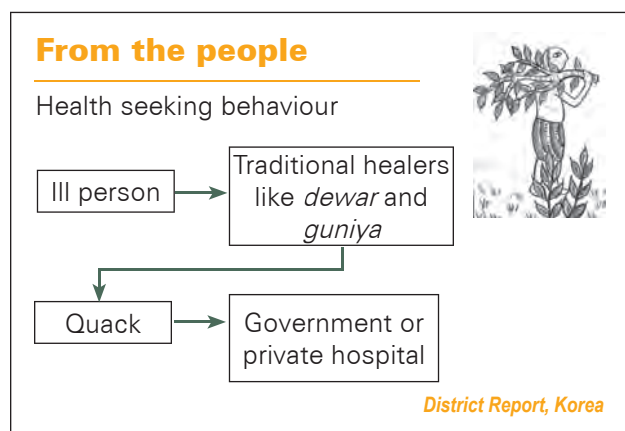 From the people
Health seeking behaviour
Ill person
Traditional healers
like dewar and
guniya
Quack
Government or
private hospital
District Report, Korea